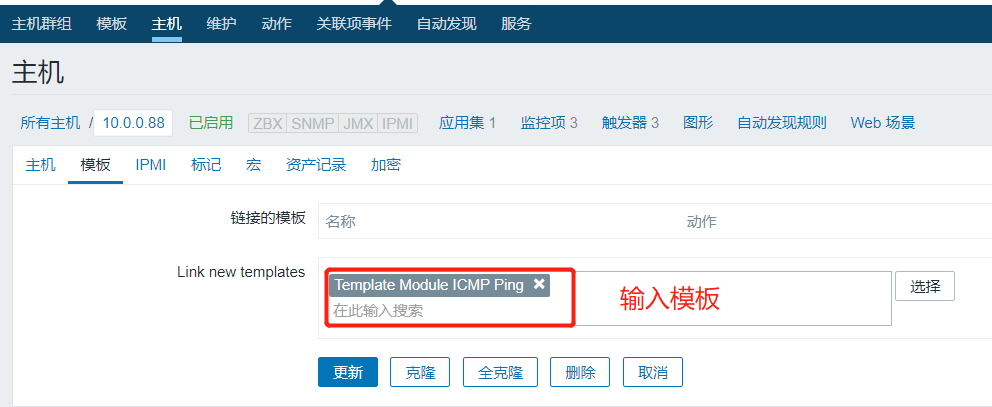 主机群组 模板 主机 维护 动作 关联项事件 自动发现 服务
主机
所有主机 / 10.0.0.88 已启用 ZBX SNMP JMX IPMI 应用集 1 监控项 3 触发器 3 图形 自动发现规则 Web 场景
主机 模板 IPMI 标记 宏 资产记录 加密
链接的模板 名称 动作
Link new templates Template Module ICMP Ping ✖ 输入模板 选择
在此输入搜索
更新 克隆 全克隆 删除 取消